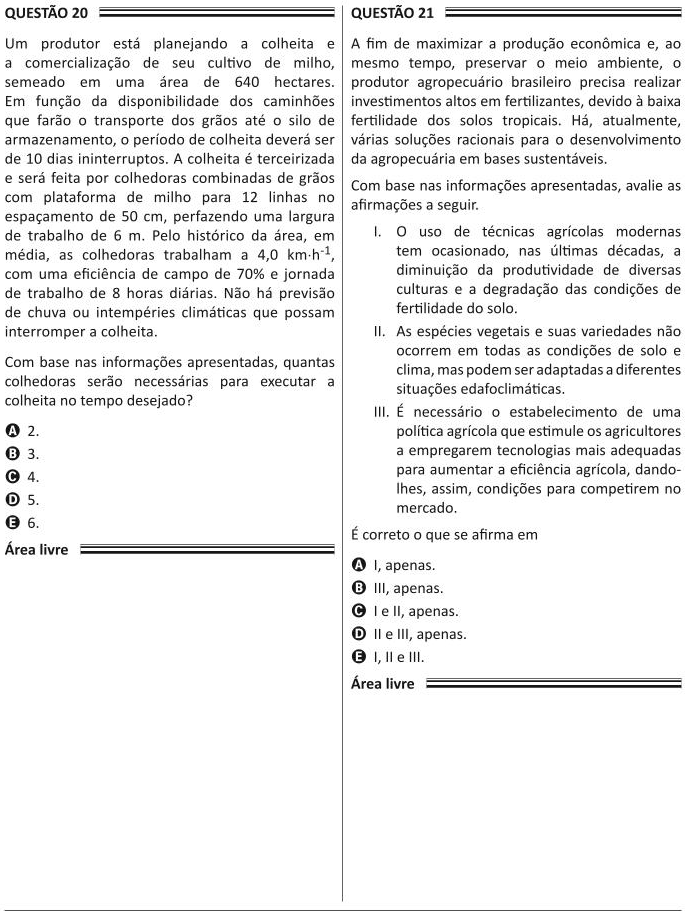 QUESTÃO 20
Um produtor está planejando a colheita e
a comercialização de seu cultivo de milho,
semeado em uma área de 640 hectares.
Em função da disponibilidade dos caminhões
que farão o transporte dos grãos até o silo de
armazenamento, o período de colheita deverá ser
de 10 dias ininterruptos. A colheita é terceirizada
e será feita por colhedoras combinadas de grãos
com plataforma de milho para 12 linhas no
espaçamento de 50 cm, perfazendo uma largura
de trabalho de 6 m. Pelo histórico da área, em
média, as colhedoras trabalham a 4,0 km·h⁻¹,
com uma eficiência de campo de 70% e jornada
de trabalho de 8 horas diárias. Não há previsão
de chuva ou intempéries climáticas que possam
interromper a colheita.
Com base nas informações apresentadas, quantas
colhedoras serão necessárias para executar a
colheita no tempo desejado?
A 2.
B 3.
C 4.
D 5.
E 6.
Área livre
QUESTÃO 21
A fim de maximizar a produção econômica e, ao
mesmo tempo, preservar o meio ambiente, o
produtor agropecuário brasileiro precisa realizar
investimentos altos em fertilizantes, devido à baixa
fertilidade dos solos tropicais. Há, atualmente,
várias soluções racionais para o desenvolvimento
da agropecuária em bases sustentáveis.
Com base nas informações apresentadas, avalie as
afirmações a seguir.
I. O uso de técnicas agrícolas modernas
tem ocasionado, nas últimas décadas, a
diminuição da produtividade de diversas
culturas e a degradação das condições de
fertilidade do solo.
II. As espécies vegetais e suas variedades não
ocorrem em todas as condições de solo e
clima, mas podem ser adaptadas a diferentes
situações edafoclimáticas.
III. É necessário o estabelecimento de uma
política agrícola que estimule os agricultores
a empregarem tecnologias mais adequadas
para aumentar a eficiência agrícola, dando-
lhes, assim, condições para competirem no
mercado.
É correto o que se afirma em
A I, apenas.
B III, apenas.
C I e II, apenas.
D II e III, apenas.
E I, II e III.
Área livre